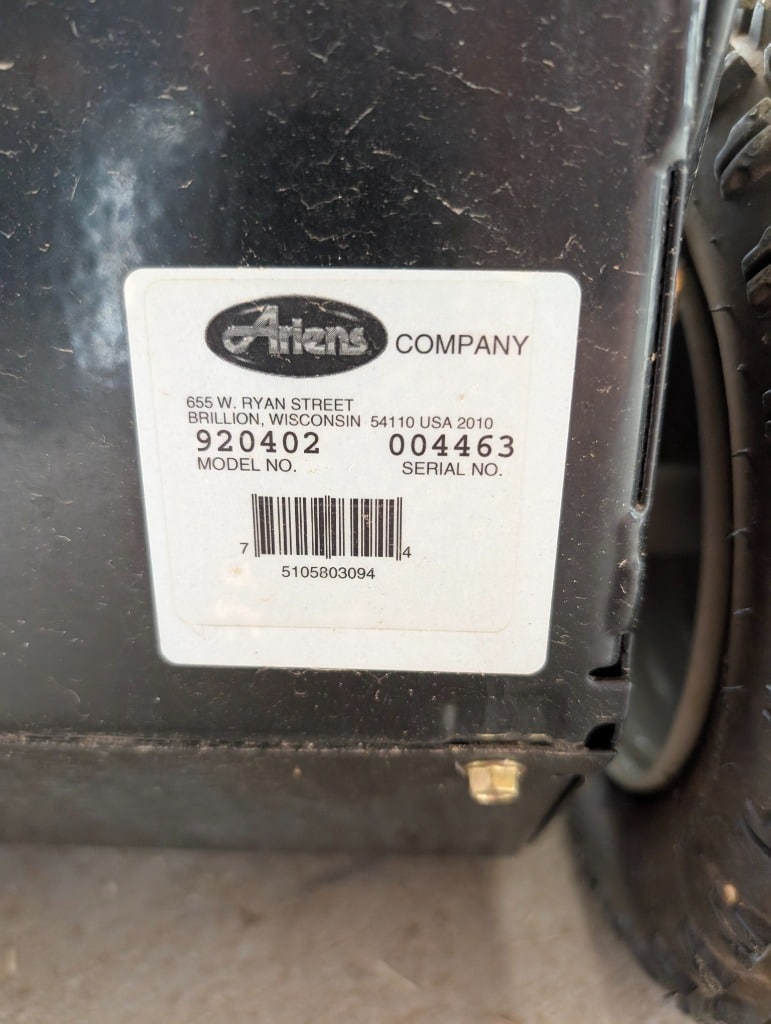 Ariens COMPANY
655 W. RYAN STREET
BRILLION, WISCONSIN 54110 USA 2010
920402 004463
MODEL NO. SERIAL NO.
7 4
5105803094